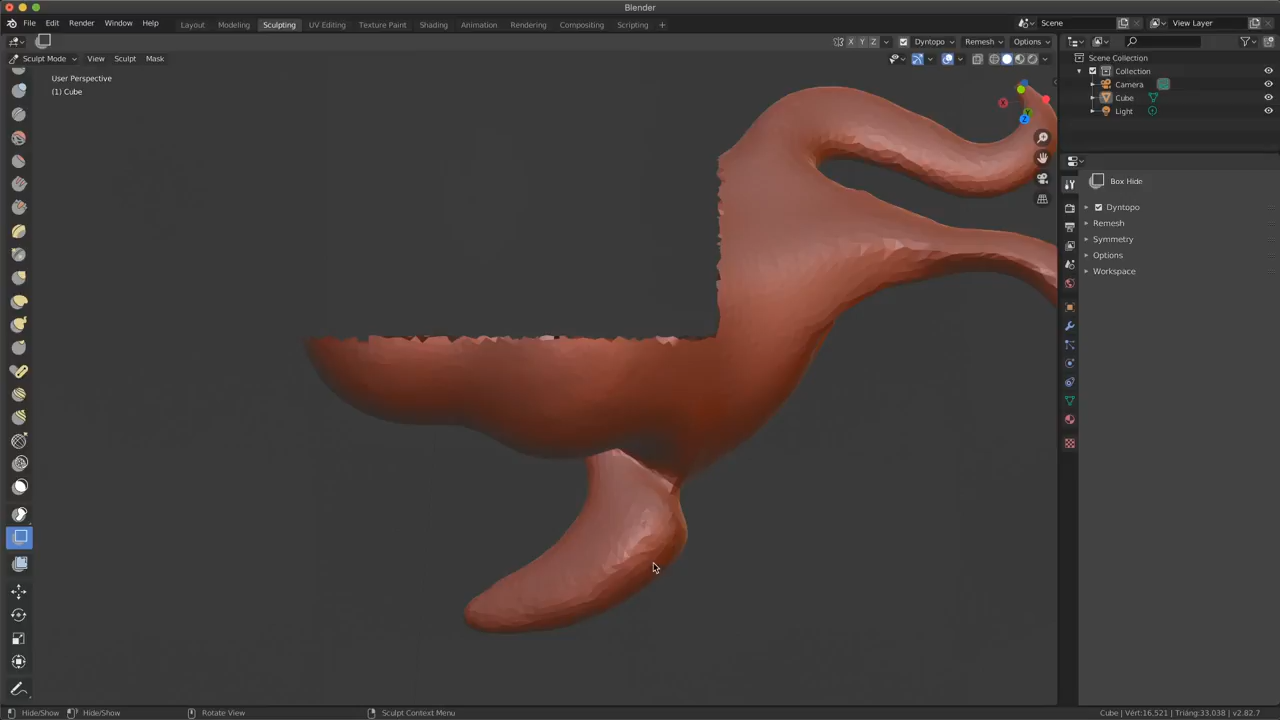 Blender
File Edit Render Window Help
Layout Modeling Sculpting UV Editing Texture Paint Shading Animation Rendering Compositing Scripting +
Scene
View Layer
X Y Z
Dyntopo
Remesh
Options
Sculpt Mode View Sculpt Mask
User Perspective
(1) Cube
X
Y
Z
Scene Collection
Collection
Camera
Cube
Light
Box Hide
Dyntopo
Remesh
Symmetry
Options
Workspace
Hide/Show
Hide/Show
Rotate View
Sculpt Context Menu
Cube | Vért:16,521 | Triáng:33,038 | v2.82.7